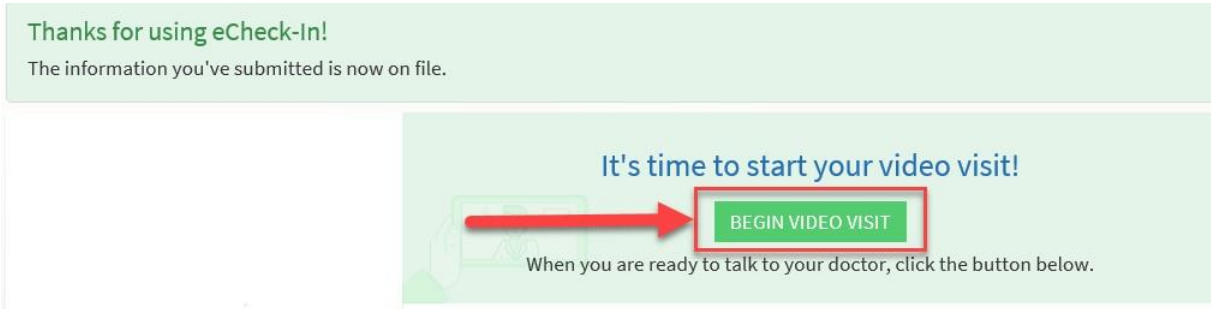 Thanks for using eCheck-In!
The information you've submitted is now on file.
It's time to start your video visit!
BEGIN VIDEO VISIT
When you are ready to talk to your doctor, click the button below.